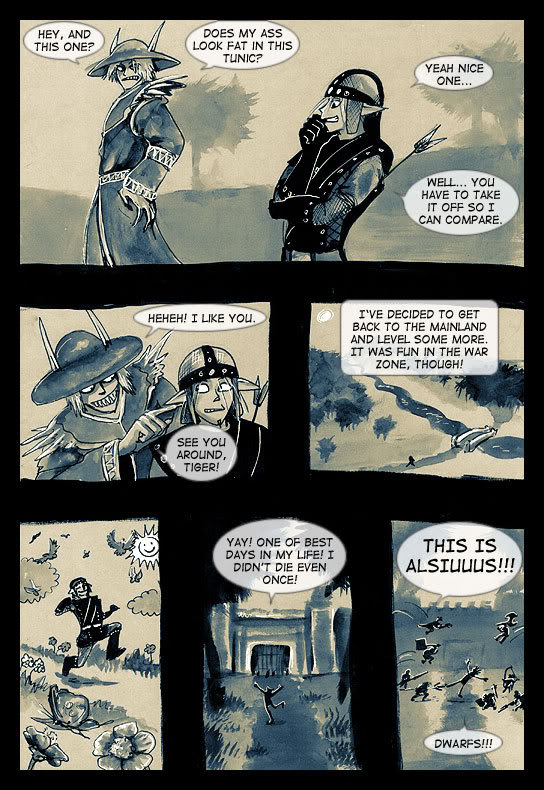 HEY, AND
THIS ONE?
DOES MY ASS
LOOK FAT IN THIS
TUNIC?
YEAH NICE
ONE...
WELL... YOU
HAVE TO TAKE
IT OFF SO I
CAN COMPARE.
HEHEH! I LIKE YOU.
SEE YOU
AROUND,
TIGER!
I'VE DECIDED TO GET
BACK TO THE MAINLAND
AND LEVEL SOME MORE.
IT WAS FUN IN THE WAR
ZONE, THOUGH!
YAY! ONE OF BEST
DAYS IN MY LIFE! I
DIDN'T DIE EVEN
ONCE!
THIS IS
ALSIUUUS!!!
DWARFS!!!